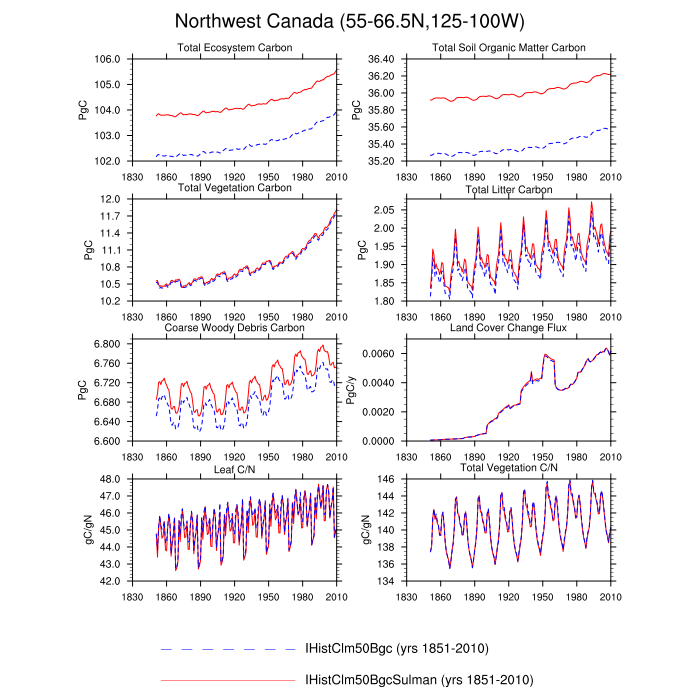 Northwest Canada (55-66.5N,125-100W)
Total Ecosystem Carbon
PgC
106.0
105.0
104.0
103.0
102.0
1830 1860 1890 1920 1950 1980 2010
Total Soil Organic Matter Carbon
PgC
36.40
36.20
36.00
35.80
35.60
35.40
35.20
1830 1860 1890 1920 1950 1980 2010
Total Vegetation Carbon
PgC
12.0
11.7
11.4
11.1
10.8
10.5
10.2
1830 1860 1890 1920 1950 1980 2010
Total Litter Carbon
PgC
2.05
2.00
1.95
1.90
1.85
1.80
1830 1860 1890 1920 1950 1980 2010
Coarse Woody Debris Carbon
PgC
6.800
6.760
6.720
6.680
6.640
6.600
1830 1860 1890 1920 1950 1980 2010
Land Cover Change Flux
PgC/y
0.0060
0.0040
0.0020
0.0000
1830 1860 1890 1920 1950 1980 2010
Leaf C/N
gC/gN
48.0
47.0
46.0
45.0
44.0
43.0
42.0
1830 1860 1890 1920 1950 1980 2010
Total Vegetation C/N
gC/gN
146
144
142
140
138
136
134
1830 1860 1890 1920 1950 1980 2010
IHistClm50Bgc (yrs 1851-2010)
IHistClm50BgcSulman (yrs 1851-2010)